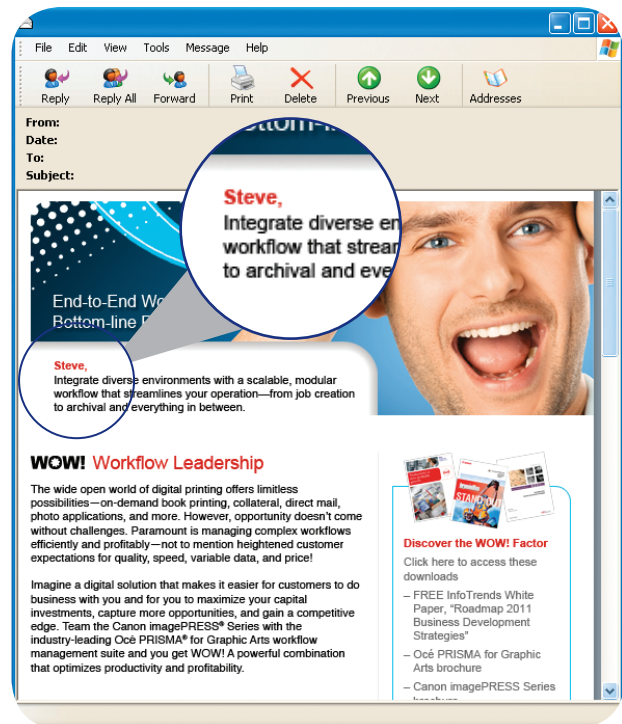 File Edit View Tools Message Help
Reply Reply All Forward Print Delete Previous Next Addresses
From:
Date:
To:
Subject:
Steve,
Integrate diverse
workflow that
to archival and
End-to-End
Bottom-line
Steve,
Integrate diverse environments with a scalable, modular
workflow that streamlines your operation—from job creation
to archival and everything in between.
WOW! Workflow Leadership
The wide open world of digital printing offers limitless
possibilities—on-demand book printing, collateral, direct mail,
photo applications, and more. However, opportunity doesn't come
without challenges. Paramount is managing complex workflows
efficiently and profitably—not to mention heightened customer
expectations for quality, speed, variable data, and price!
Imagine a digital solution that makes it easier for customers to do
business with you and for you to maximize your capital
investments, capture more opportunities, and gain a competitive
edge. Team the Canon imagePRESS® Series with the
industry-leading Océ PRISMA® for Graphic Arts workflow
management suite and you get WOW! A powerful combination
that optimizes productivity and profitability.
STAND OUT
Discover the WOW! Factor
Click here to access these
downloads
– FREE InfoTrends White
Paper, "Roadmap 2011
Business Development
Strategies"
– Océ PRISMA for Graphic
Arts brochure
– Canon imagePRESS Series